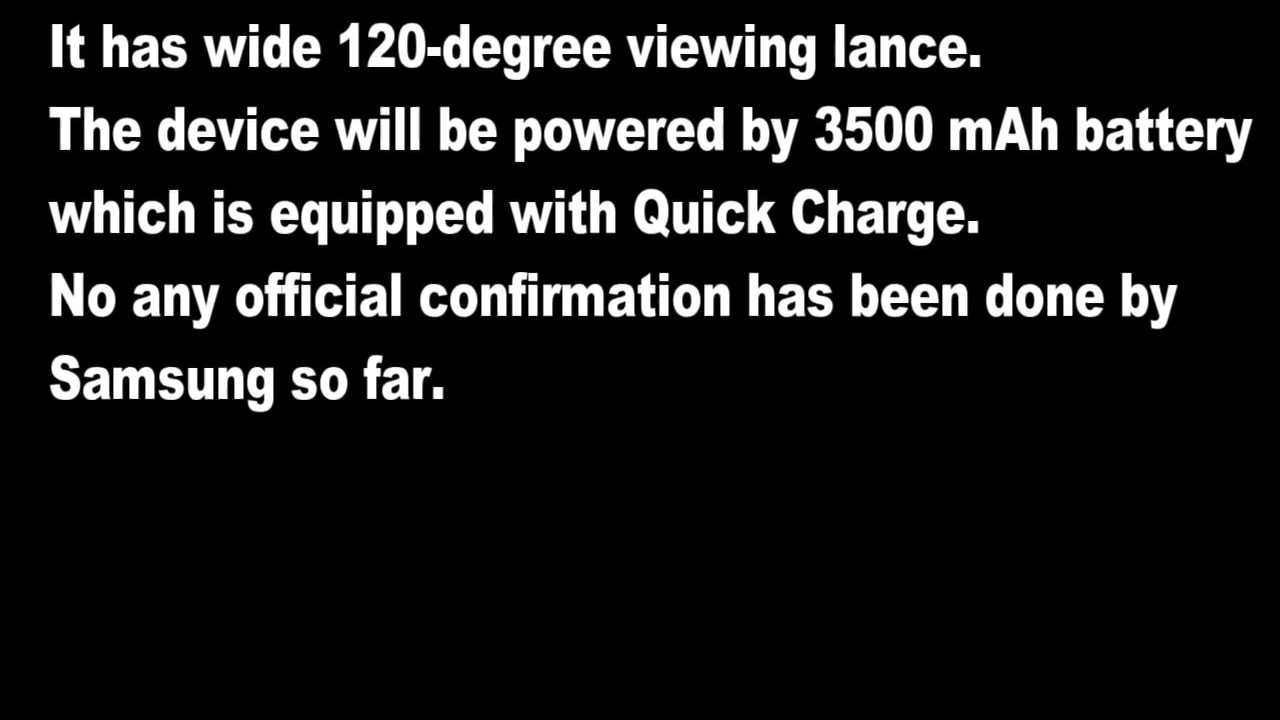 It has wide 120-degree viewing lance.
The device will be powered by 3500 mAh battery
which is equipped with Quick Charge.
No any official confirmation has been done by
Samsung so far.